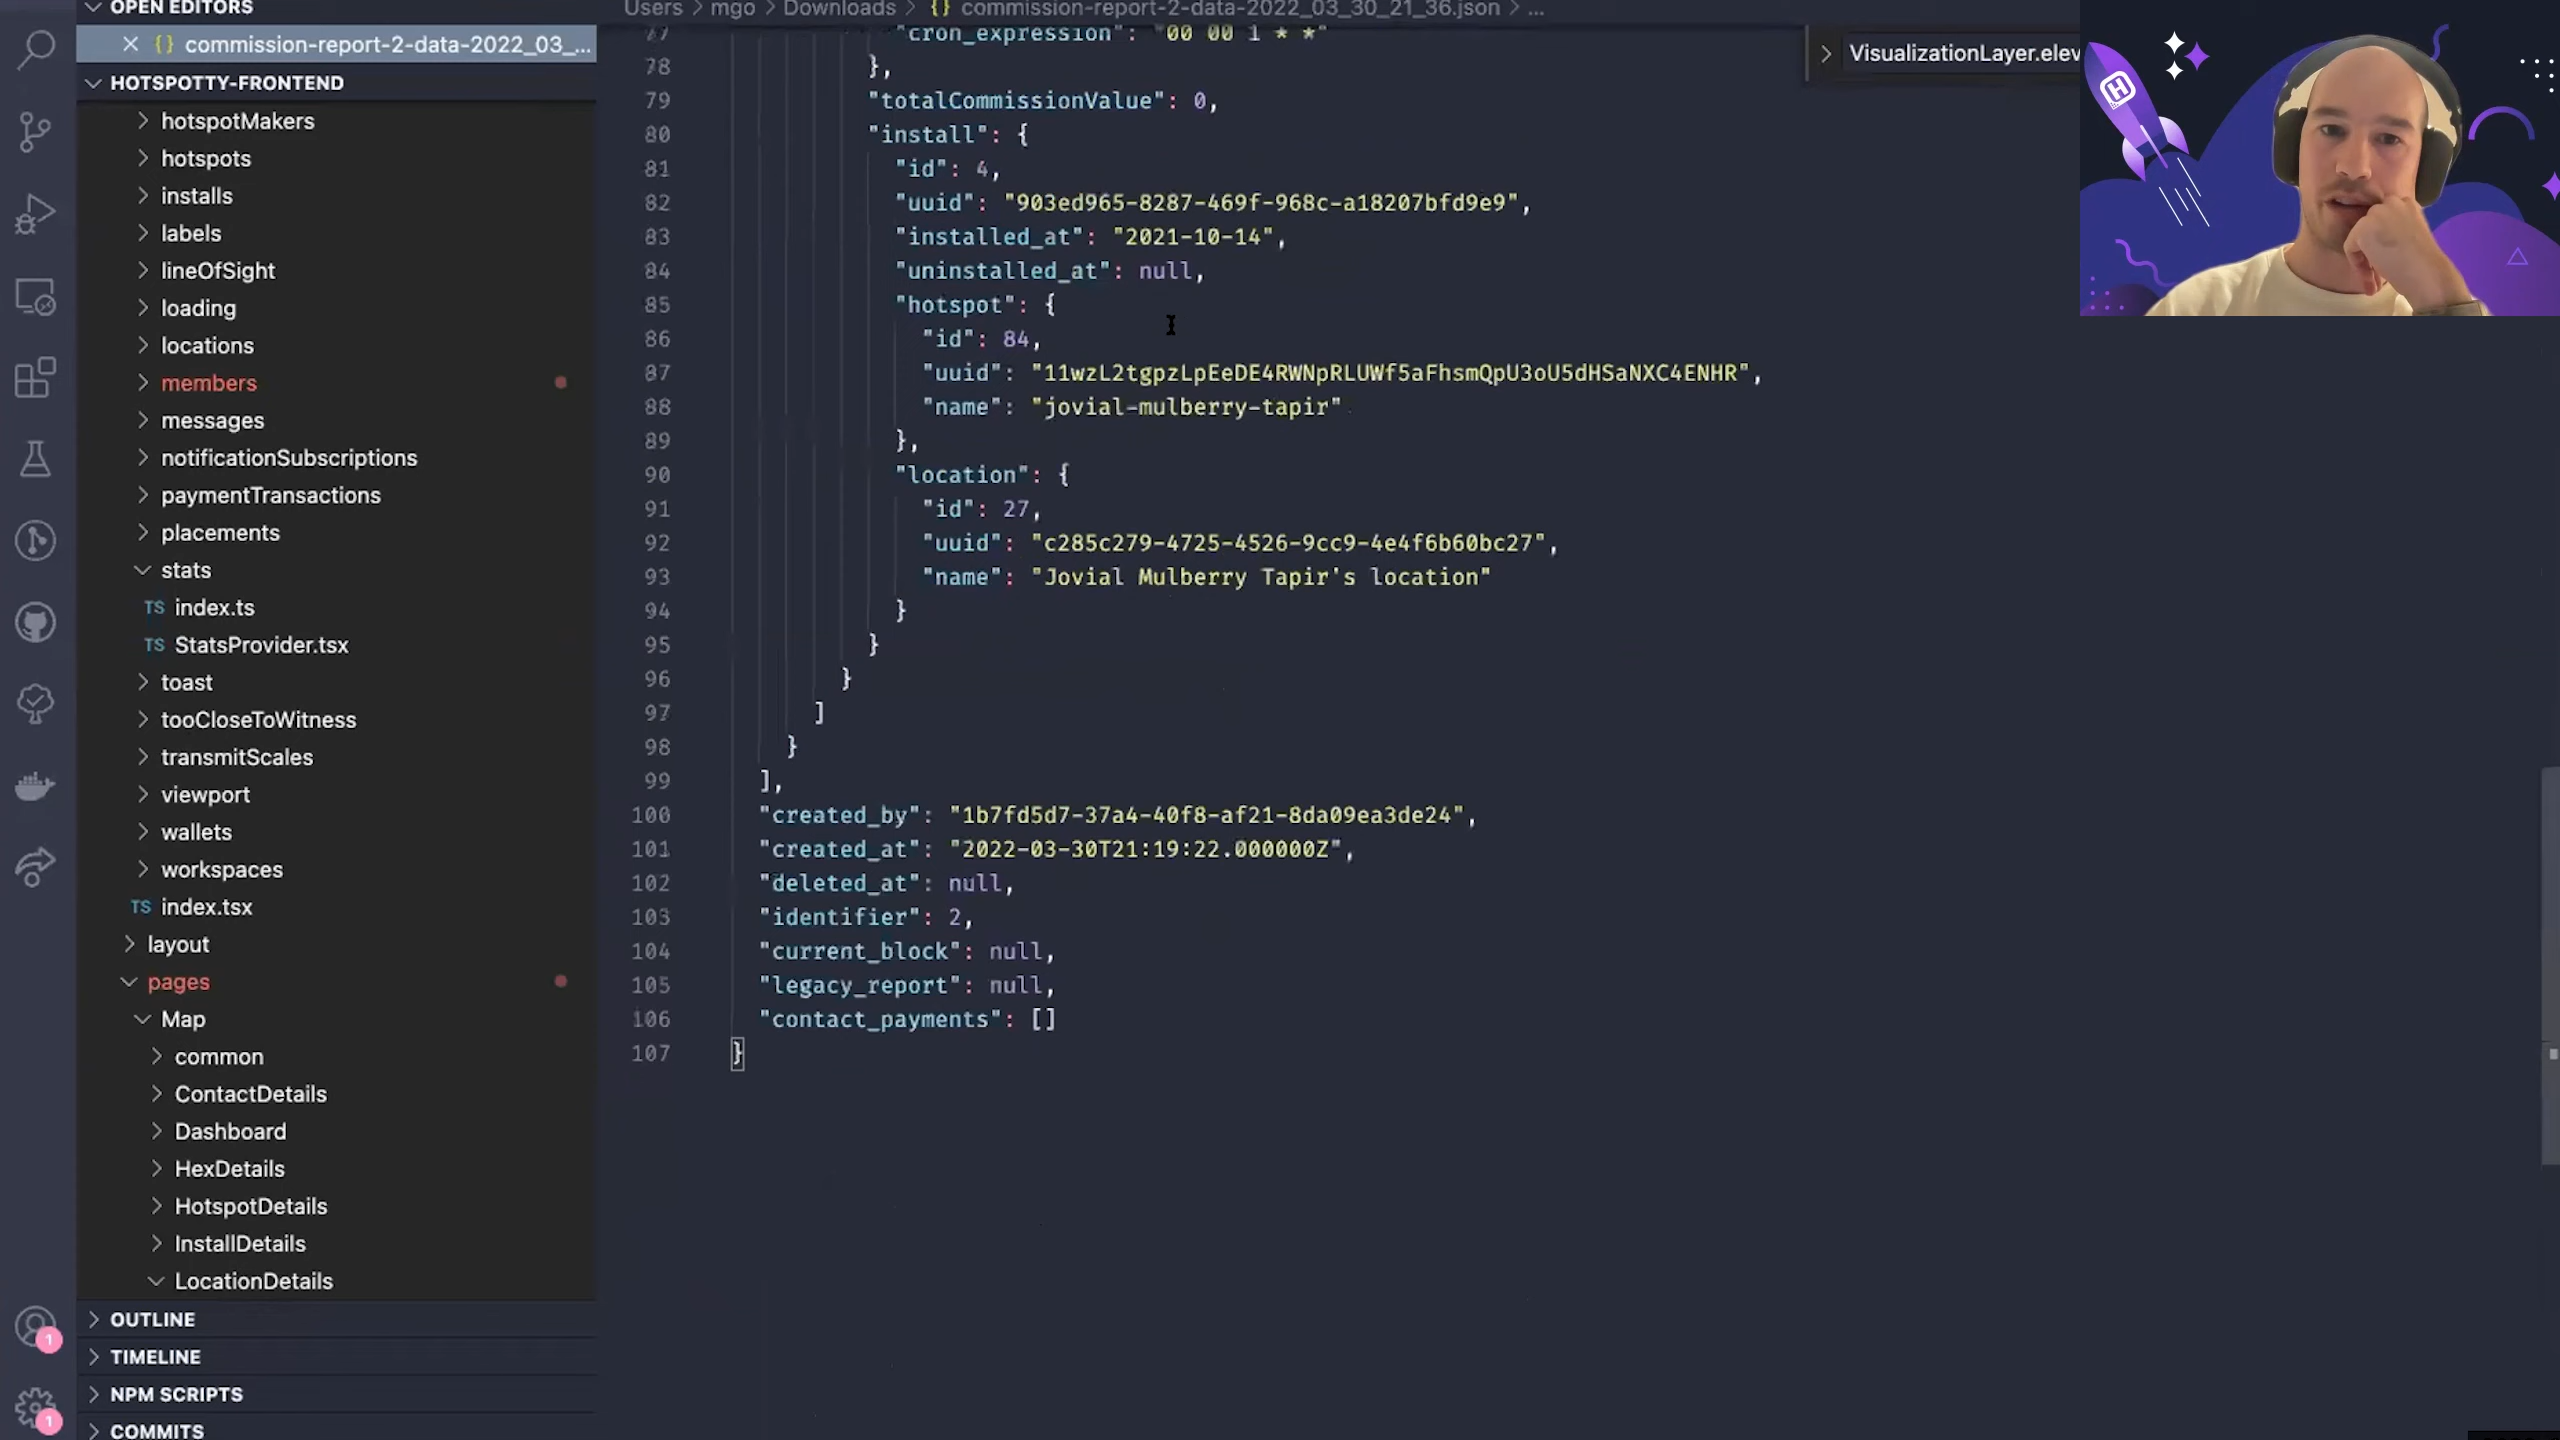 OPEN EDITORS
commission-report-2-data-2022_03_...
HOTSPOTTY-FRONTEND
hotspotMakers
hotspots
installs
labels
lineOfSight
loading
locations
members
messages
notificationSubscriptions
paymentTransactions
placements
stats
TS index.ts
TS StatsProvider.tsx
toast
tooCloseToWitness
transmitScales
viewport
wallets
workspaces
TS index.tsx
layout
pages
Map
common
ContactDetails
Dashboard
HexDetails
HotspotDetails
InstallDetails
LocationDetails
OUTLINE
TIMELINE
NPM SCRIPTS
COMMITS
1
1
Users > mgo > Downloads > {} commission-report-2-data-2022_03_30_21_36.json > ...
77 "cron_expression": "00 00 1 * *"
78 },
79 "totalCommissionValue": 0,
80 "install": {
81 "id": 4,
82 "uuid": "903ed965-8287-469f-968c-a18207bfd9e9",
83 "installed_at": "2021-10-14",
84 "uninstalled_at": null,
85 "hotspot": {
86 "id": 84,
87 "uuid": "11wzL2tgpzLpEeDE4RWNpRLUWf5aFhsmQpU3oU5dHSaNXC4ENHR",
88 "name": "jovial-mulberry-tapir"
89 },
90 "location": {
91 "id": 27,
92 "uuid": "c285c279-4725-4526-9cc9-4e4f6b60bc27",
93 "name": "Jovial Mulberry Tapir's location"
94 }
95 }
96 }
97 ]
98 }
99 ],
100 "created_by": "1b7fd5d7-37a4-40f8-af21-8da09ea3de24",
101 "created_at": "2022-03-30T21:19:22.000000Z",
102 "deleted_at": null,
103 "identifier": 2,
104 "current_block": null,
105 "legacy_report": null,
106 "contact_payments": []
107 }
VisualizationLayer.elev
H